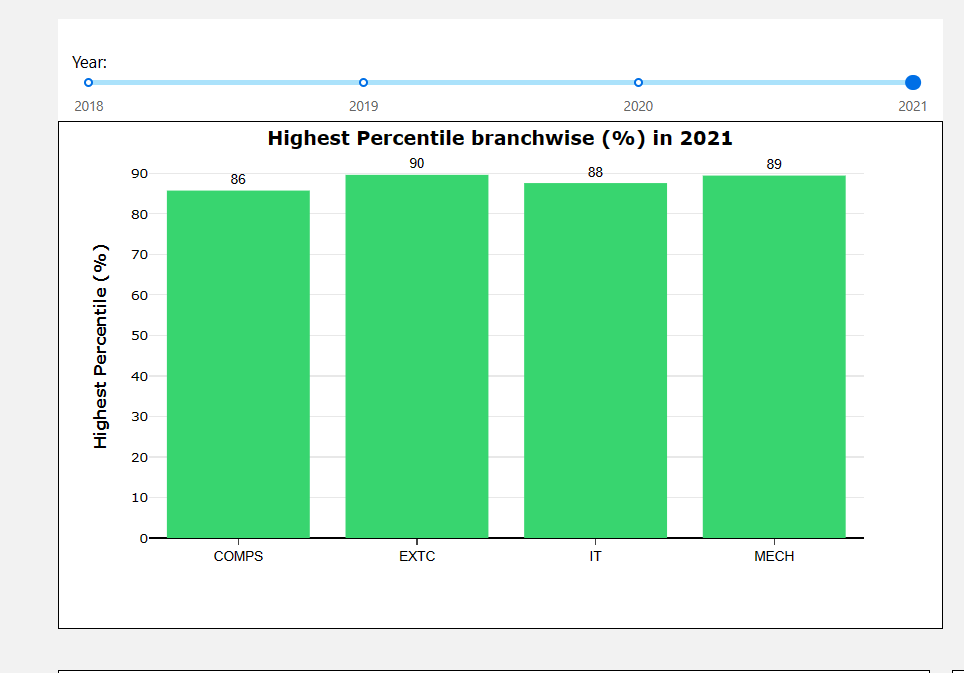 Year:
2018 2019 2020 2021
Highest Percentile branchwise (%) in 2021
Highest Percentile (%)
90
80
70
60
50
40
30
20
10
0
86 90 88 89
COMPS EXTC IT MECH